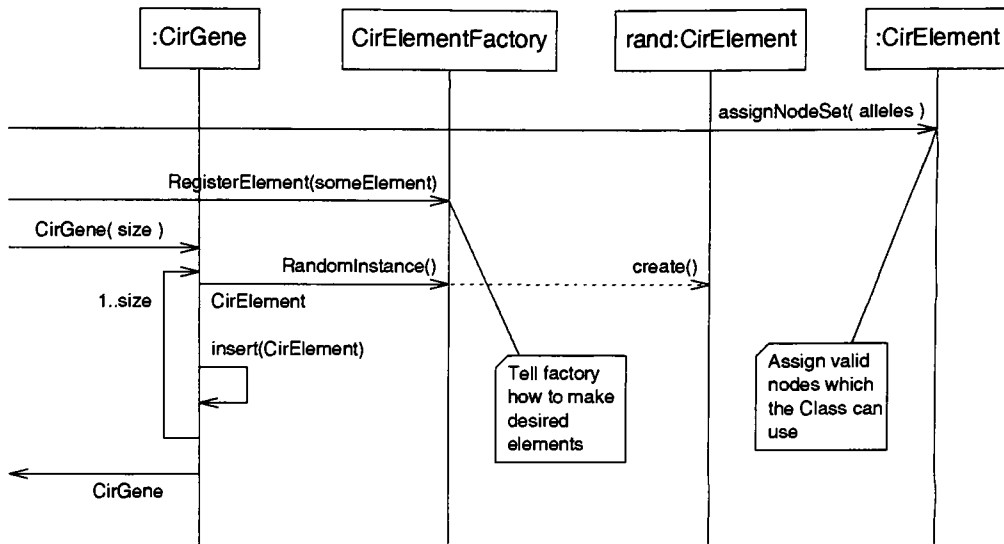 :CirGene
CirElementFactory
rand:CirElement
:CirElement
assignNodeSet( alleles )
RegisterElement(someElement)
CirGene( size )
RandomInstance()
create()
1..size
CirElement
insert(CirElement)
Tell factory
how to make
desired
elements
Assign valid
nodes which
the Class can
use
CirGene